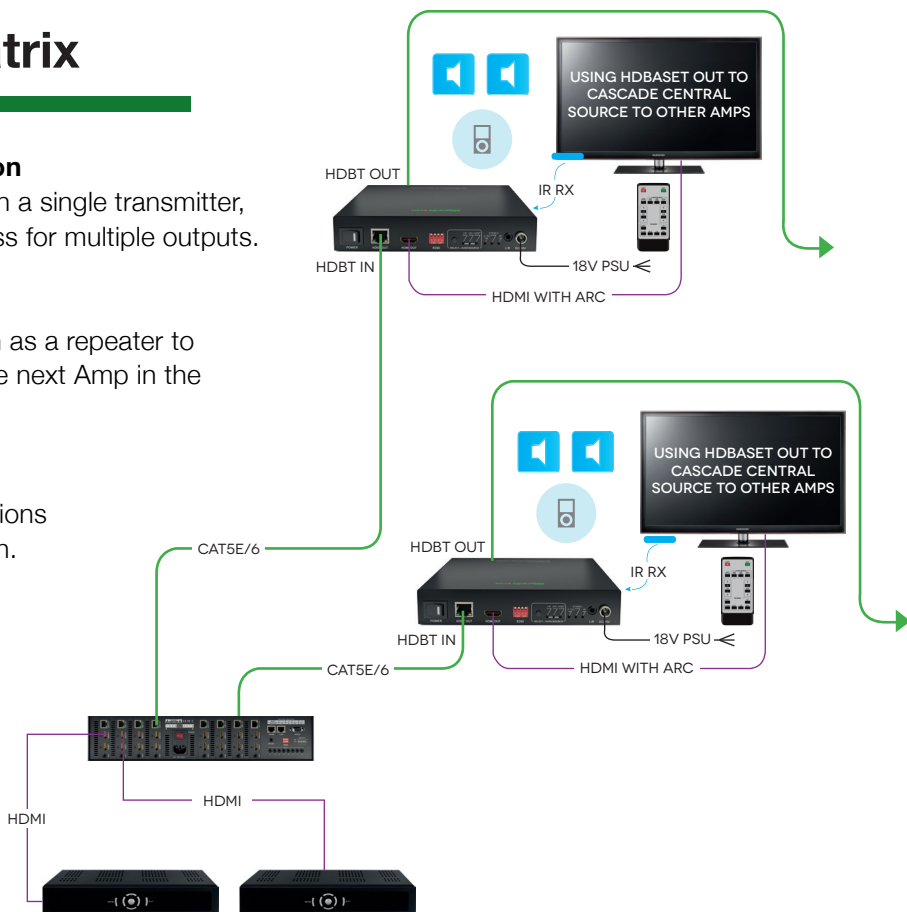 trix
on
n a single transmitter,
ss for multiple outputs.
n as a repeater to
e next Amp in the
ions
n.
USING HDBASET OUT TO
CASCADE CENTRAL
SOURCE TO OTHER AMPS
HDBT OUT
IR RX
HDBT IN
18V PSU
HDMI WITH ARC
USING HDBASET OUT TO
CASCADE CENTRAL
SOURCE TO OTHER AMPS
HDBT OUT
IR RX
HDBT IN
18V PSU
HDMI WITH ARC
CAT5E/6
CAT5E/6
HDMI
HDMI